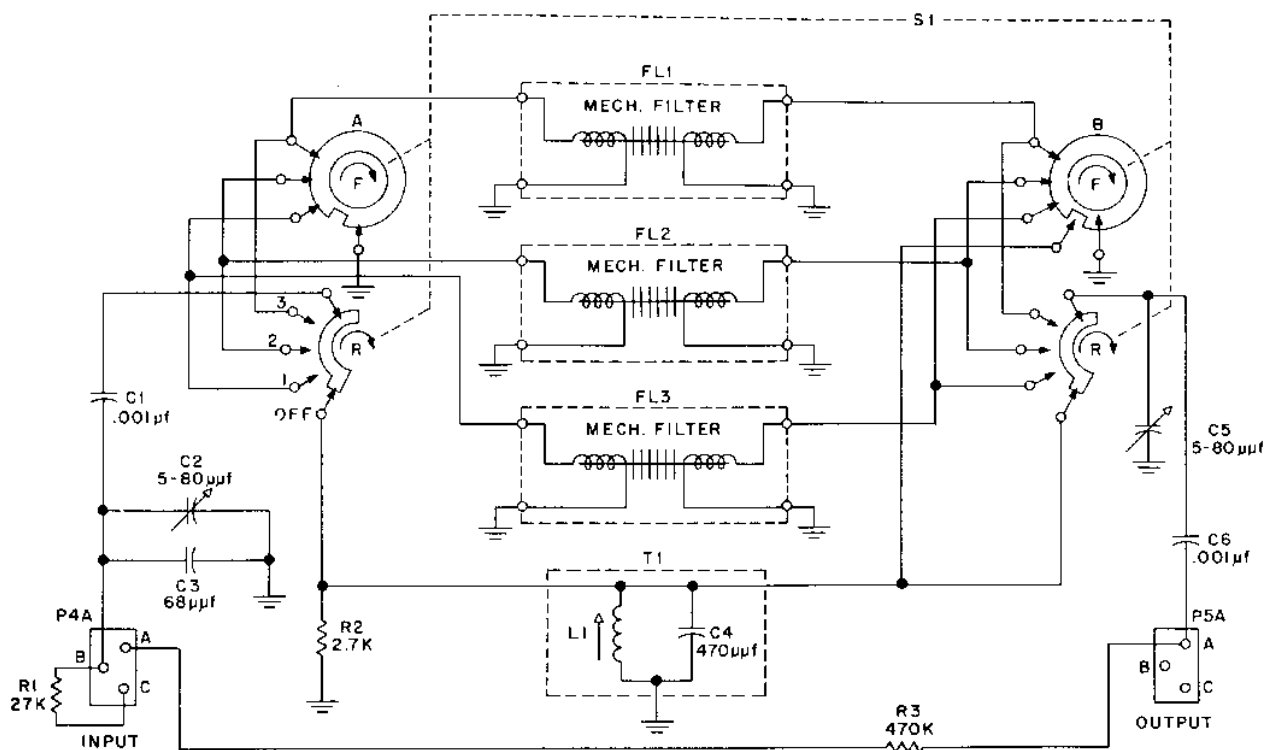 S1
FL1
MECH. FILTER
A
B
F
F
FL2
MECH. FILTER
3
2
1
OFF
R
R
C1
.001μf
FL3
MECH. FILTER
C2
5-80μμf
C5
5-80μμf
C3
68μμf
C6
.001μf
T1
P4A
A
B
C
R1
27K
INPUT
R2
2.7K
L1
C4
470μμf
P5A
A
B
C
OUTPUT
R3
470K